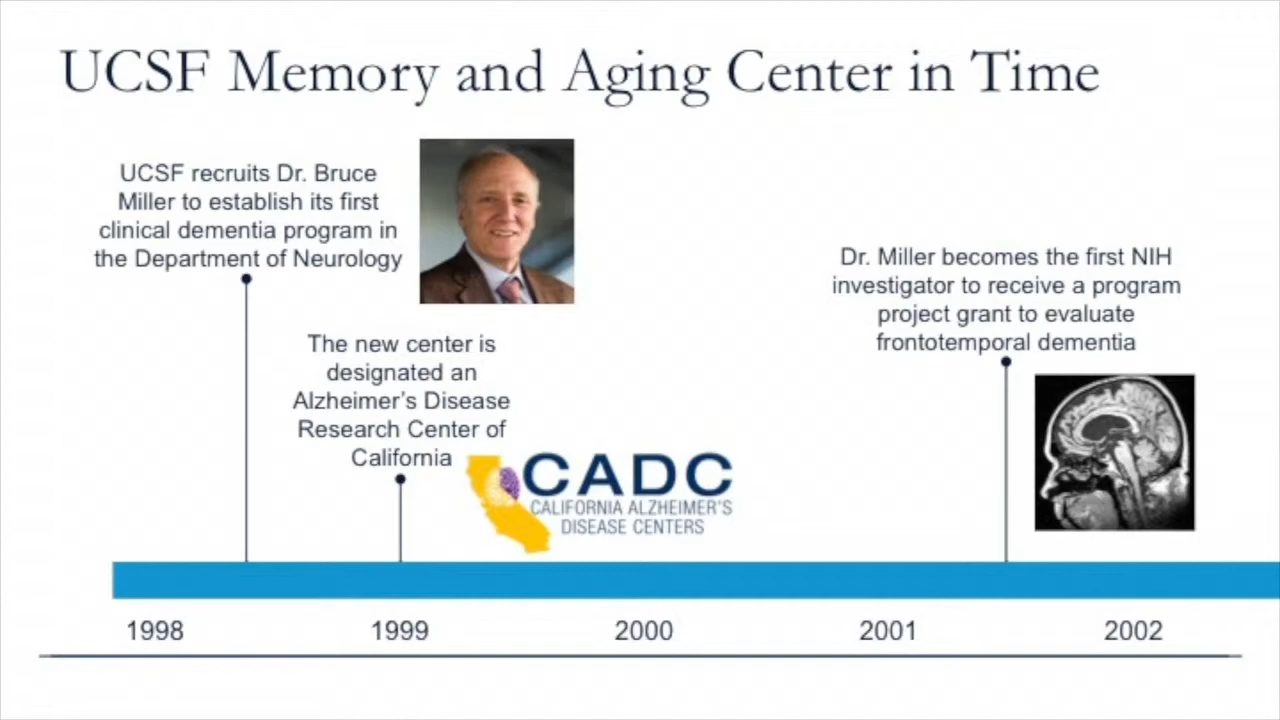 UCSF Memory and Aging Center in Time
UCSF recruits Dr. Bruce
Miller to establish its first
clinical dementia program in
the Department of Neurology
The new center is
designated an
Alzheimer's Disease
Research Center of
California
CADC
CALIFORNIA ALZHEIMER'S
DISEASE CENTERS
Dr. Miller becomes the first NIH
investigator to receive a program
project grant to evaluate
frontotemporal dementia
1998
1999
2000
2001
2002